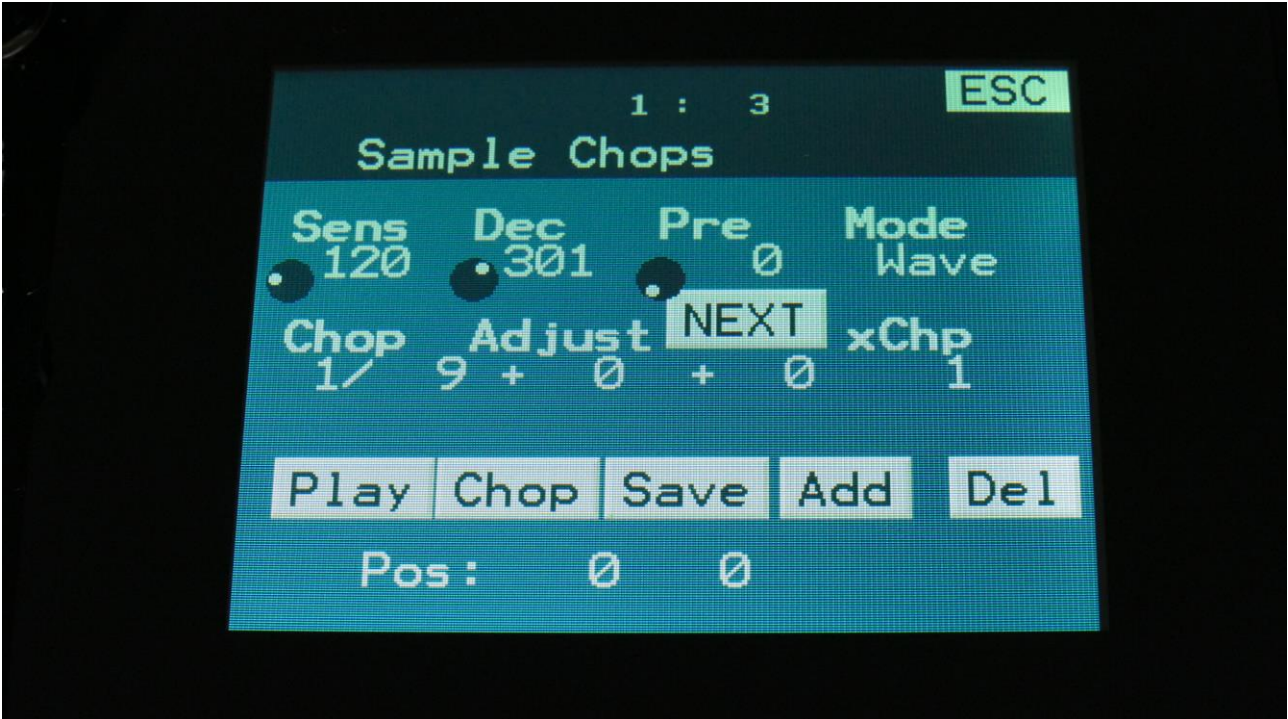 ESC
1 : 3
Sample Chops
Sens Dec Pre Mode
120 301 0 Wave
NEXT
Chop Adjust xChp
1/ 9 + 0 + 0 1
Play Chop Save Add Del
Pos: 0 0